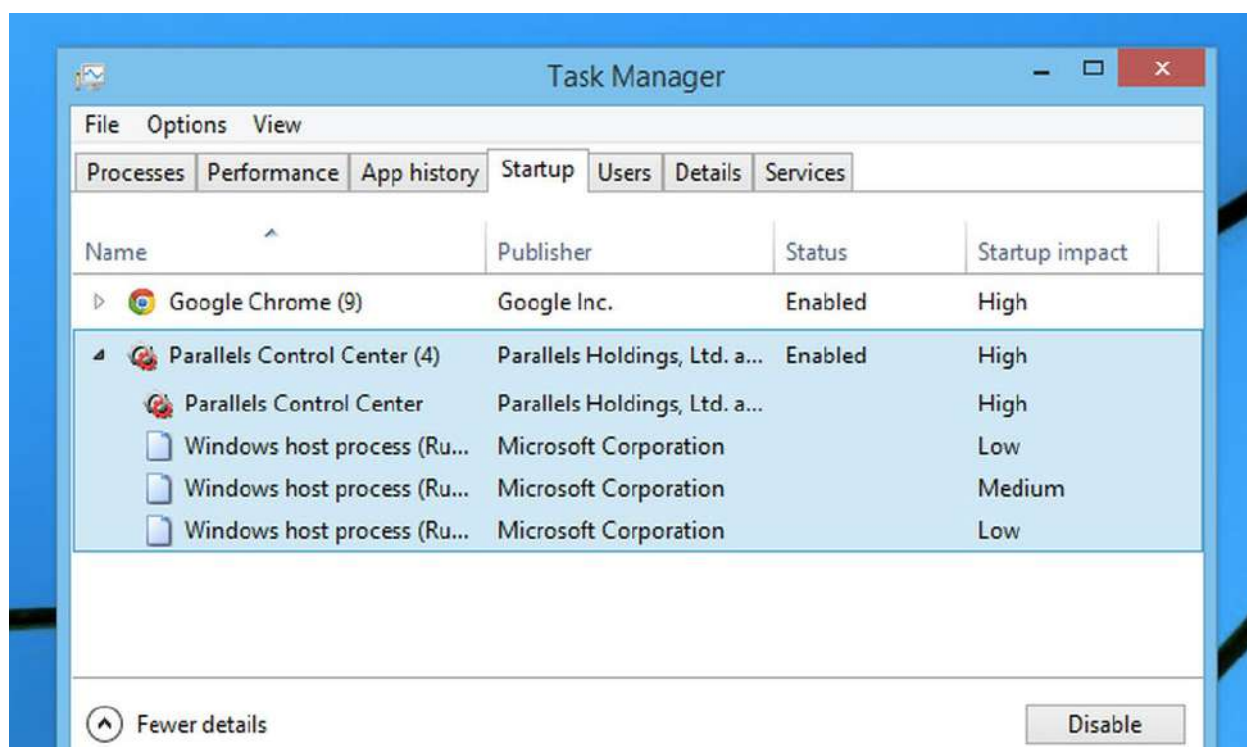 Task Manager
File Options View
Processes Performance App history Startup Users Details Services
Name Publisher Status Startup impact
Google Chrome (9) Google Inc. Enabled High
Parallels Control Center (4) Parallels Holdings, Ltd. a... Enabled High
Parallels Control Center Parallels Holdings, Ltd. a... High
Windows host process (Ru... Microsoft Corporation Low
Windows host process (Ru... Microsoft Corporation Medium
Windows host process (Ru... Microsoft Corporation Low
Fewer details Disable